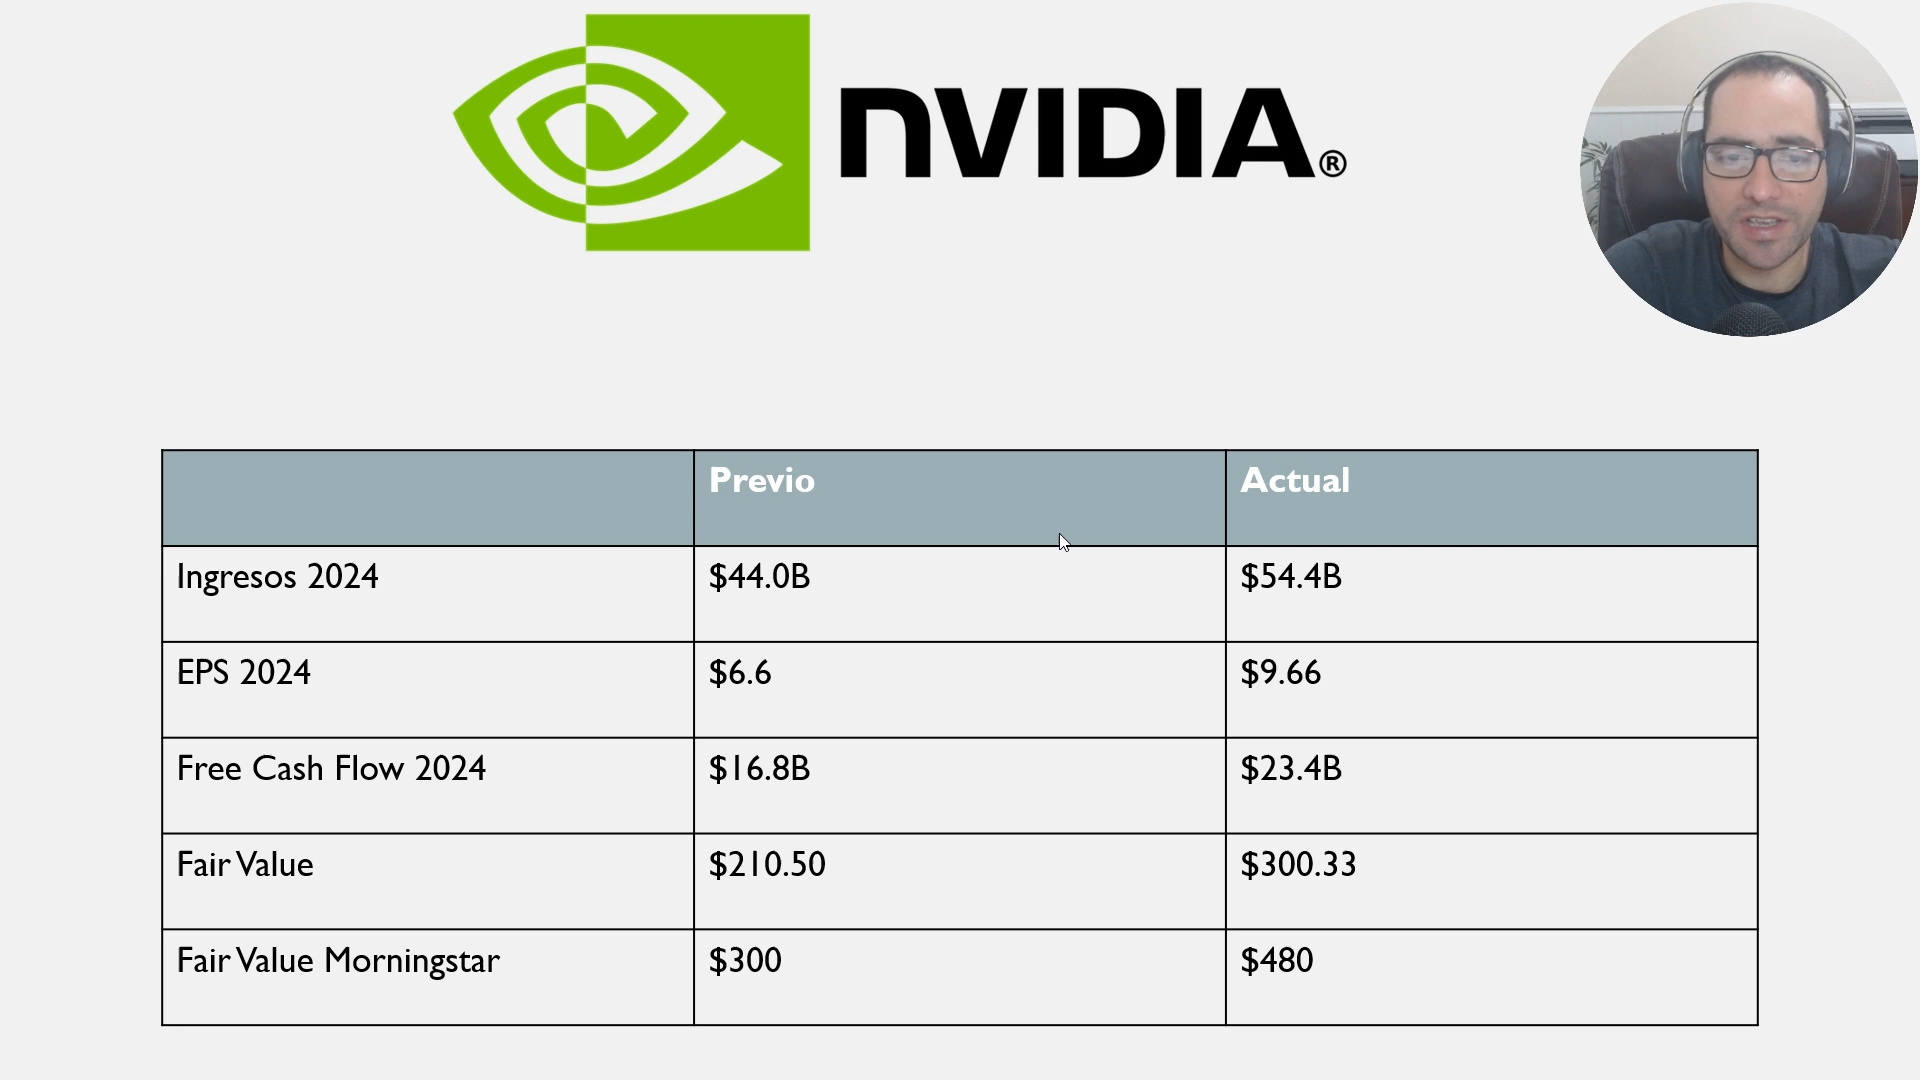 NVIDIA®
Previo Actual
Ingresos 2024 $44.0B $54.4B
EPS 2024 $6.6 $9.66
Free Cash Flow 2024 $16.8B $23.4B
Fair Value $210.50 $300.33
Fair Value Morningstar $300 $480